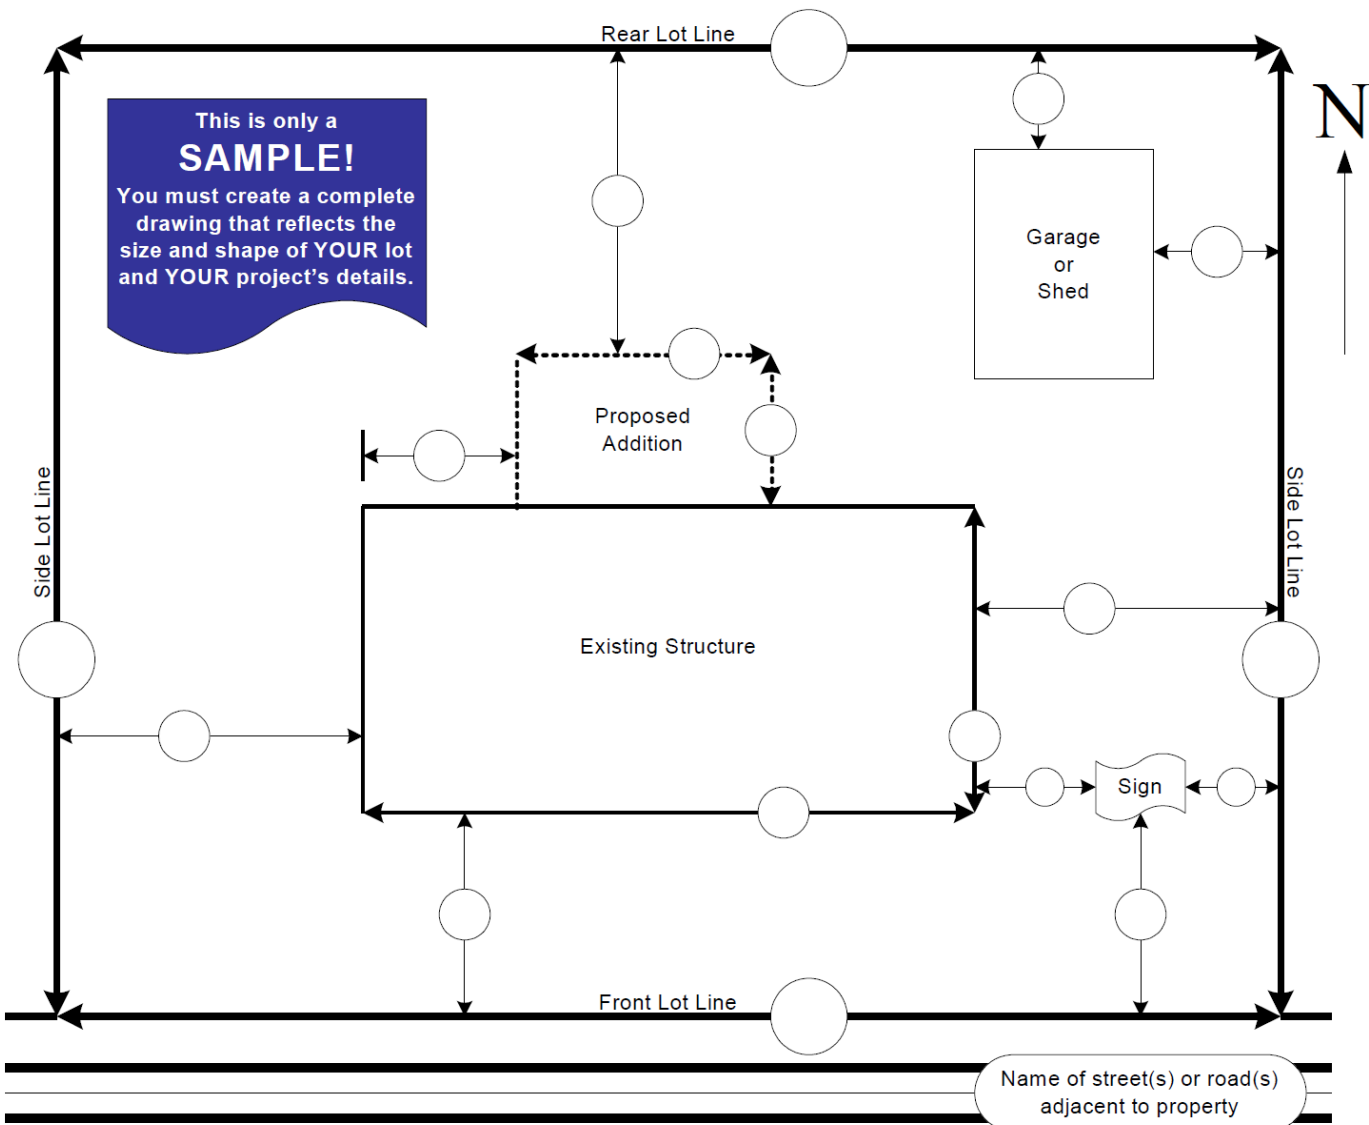 Rear Lot Line
N
This is only a
SAMPLE!
You must create a complete
drawing that reflects the
size and shape of YOUR lot
and YOUR project's details.
Garage
or
Shed
Proposed
Addition
Side Lot Line
Side Lot Line
Existing Structure
Sign
Front Lot Line
Name of street(s) or road(s)
adjacent to property